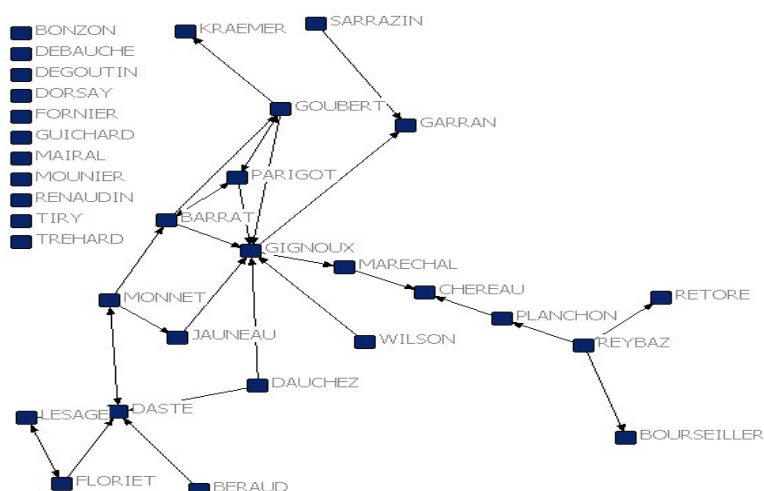 BONZON
DEBAUCHE
DEGOUTIN
DORSAY
FORNIER
GUICHARD
MAIRAL
MOUNIER
RENAUDIN
TIRY
TREHARD
KRAEMER
SARRAZIN
GOUBERT
GARRAN
PARIGOT
BARRAT
GIGNOUX
MARECHAL
CHEREAU
RETORE
MONNET
PLANCHON
JAUNEAU
WILSON
REYBAZ
DAUCHEZ
LESAGE
DASTE
BOURSEILLER
FLORIET
BERAUD